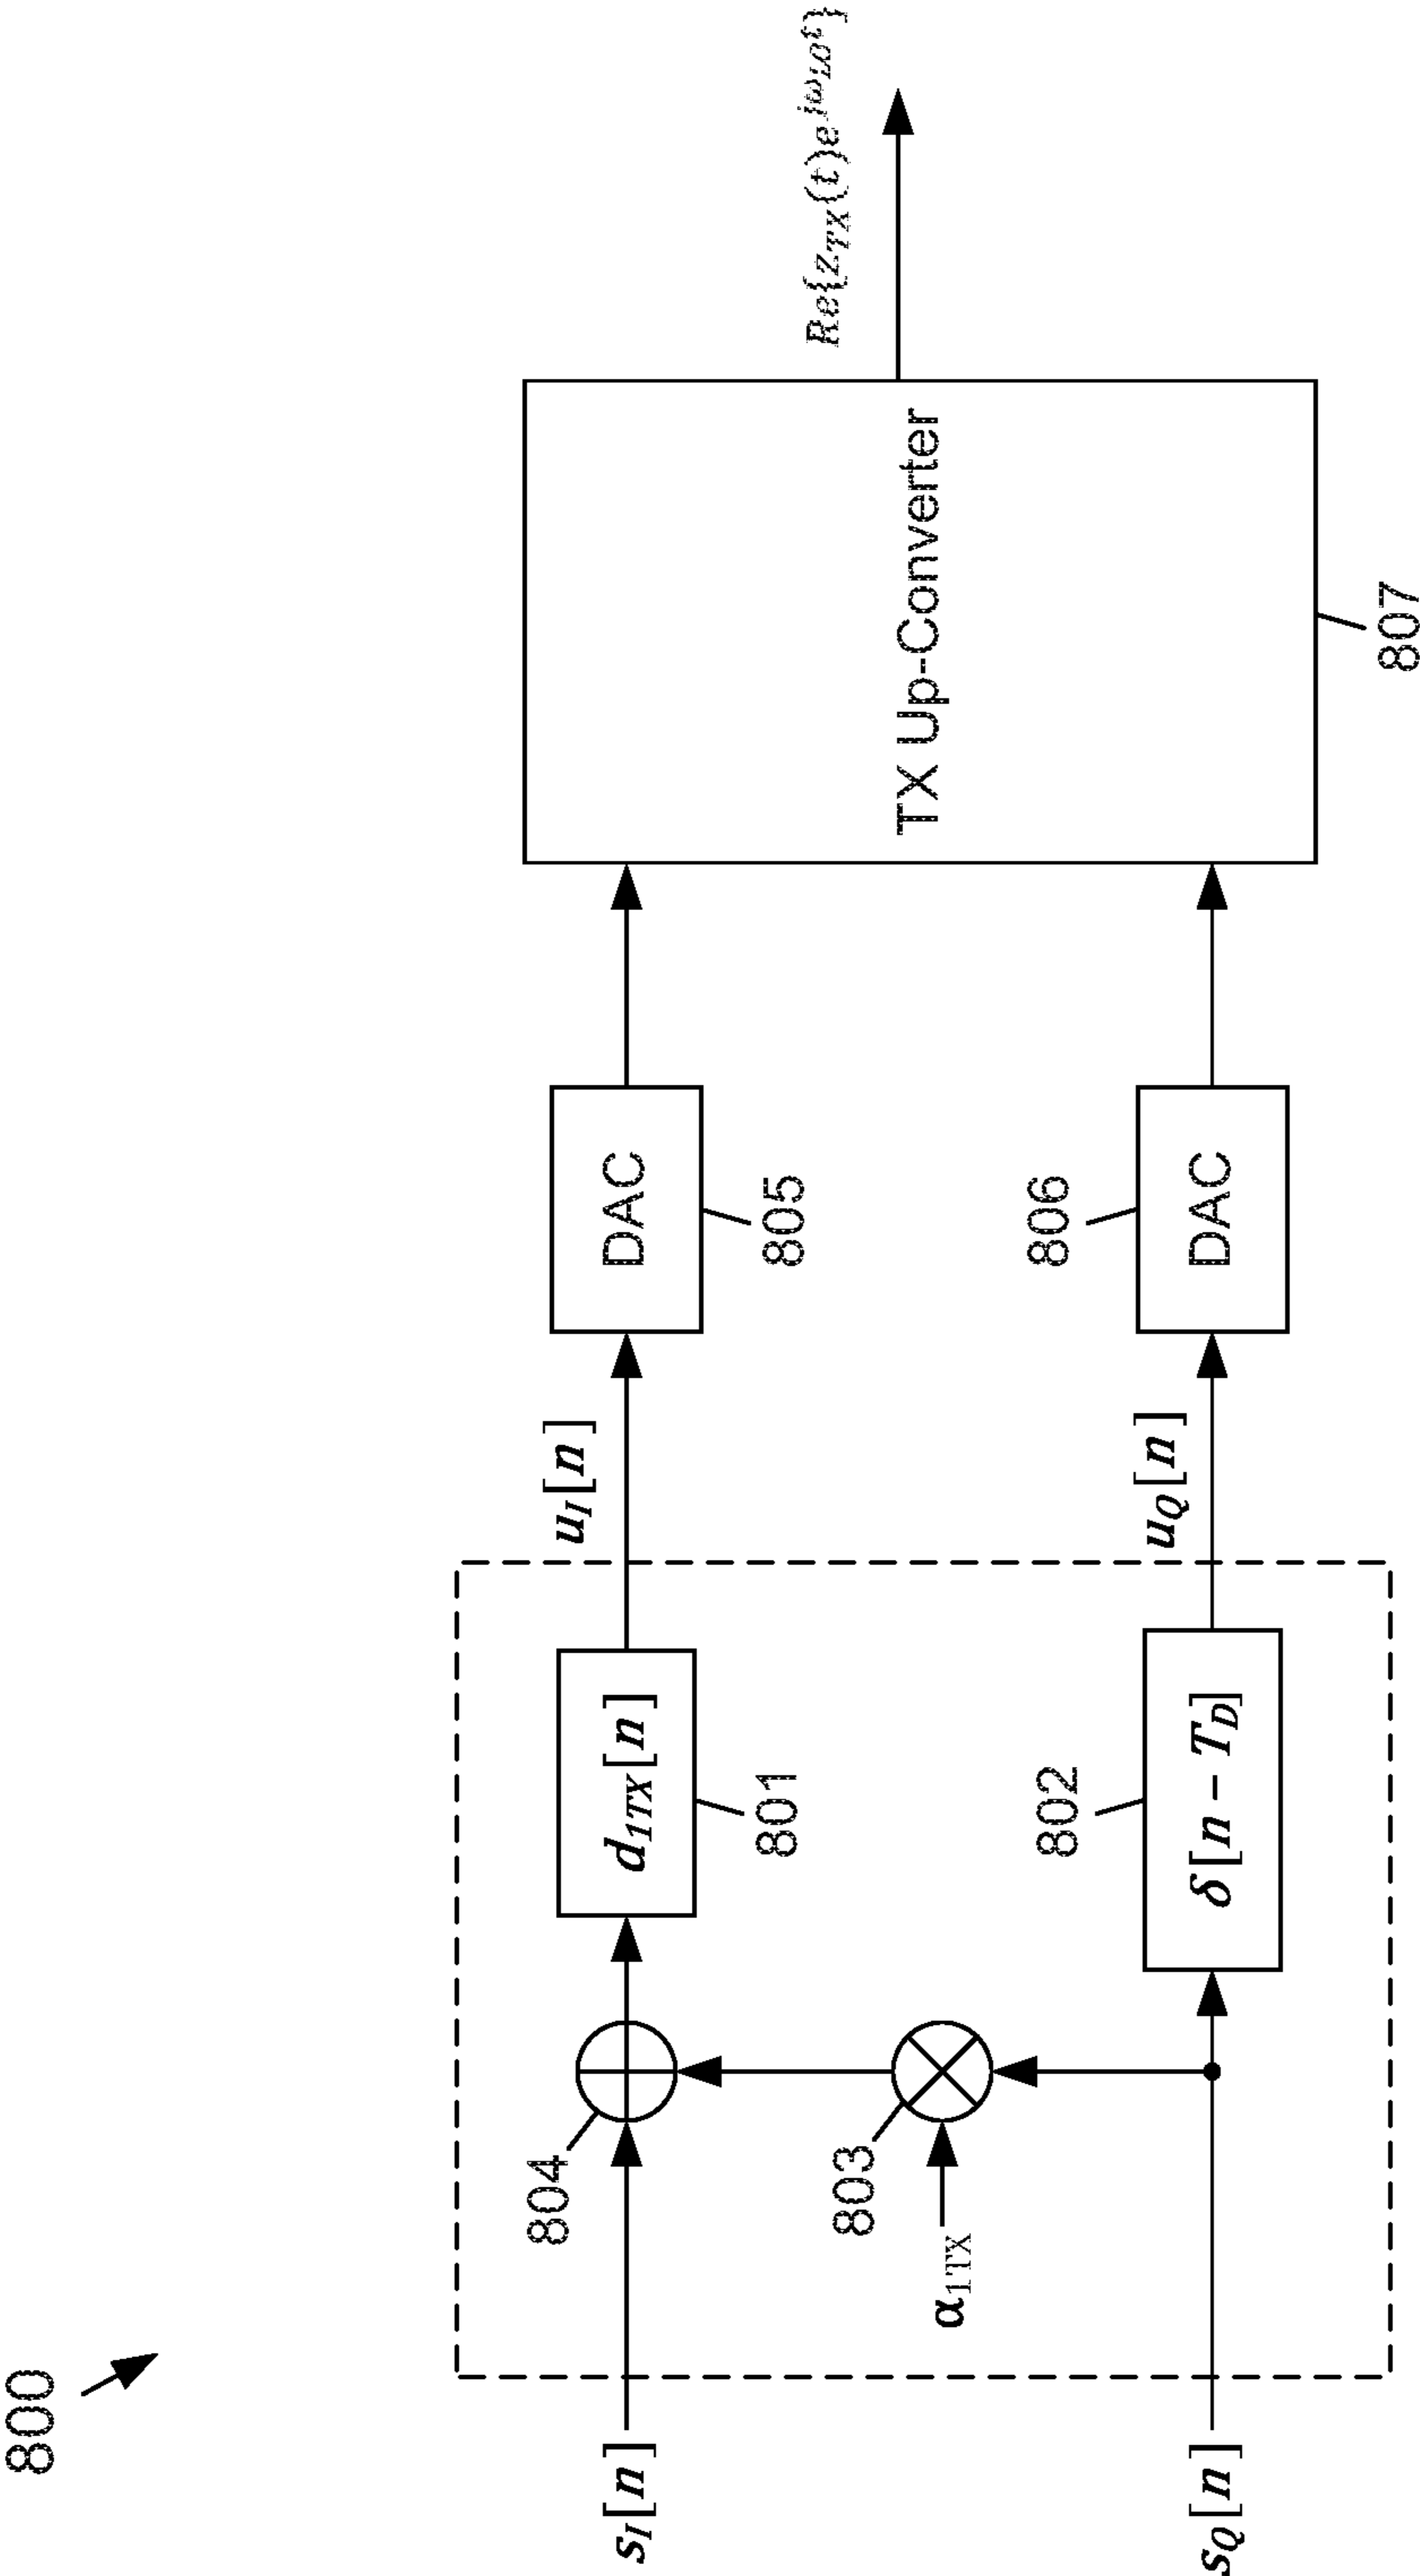 800
s_I[n]
s_Q[n]
804
803
α_1TX
d_1TX[n]
801
802
δ[n − T_D]
u_I[n]
u_Q[n]
DAC
805
806
DAC
TX Up-Converter
807
Re{z_TX(t)e^jω_LO t}